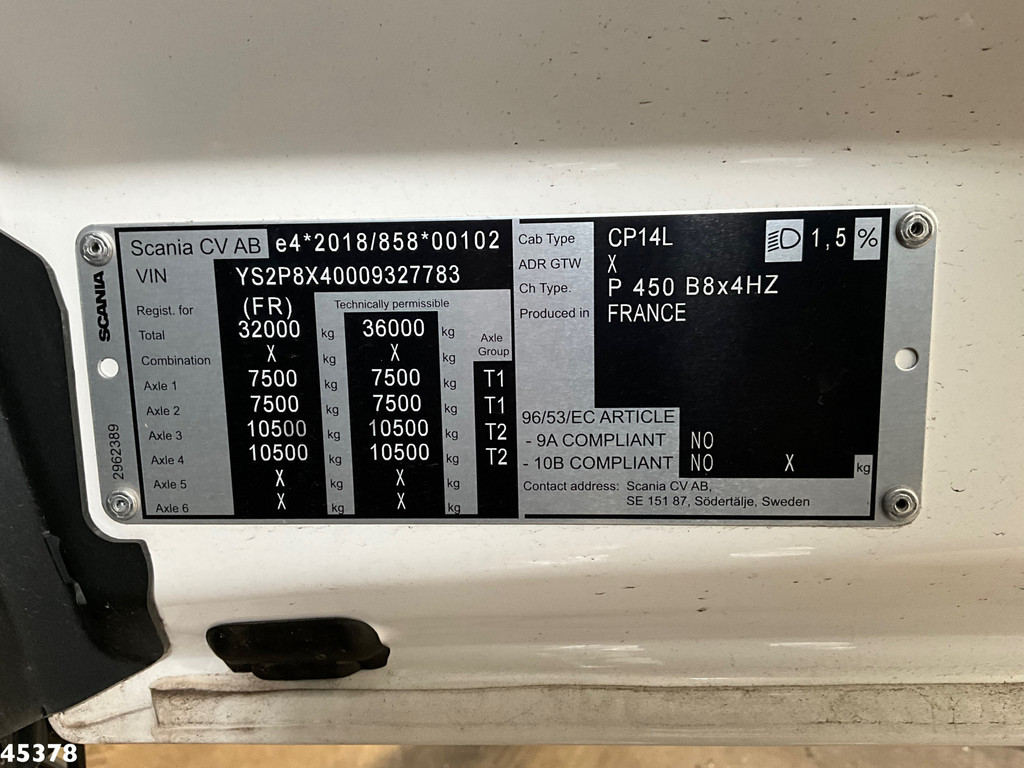 SCANIA
2962389
Scania CV AB e4*2018/858*00102
VIN YS2P8X40009327783
Regist. for (FR) Technically permissible
Total 32000 kg 36000 kg Axle Group
Combination X kg X kg
Axle 1 7500 kg 7500 kg T1
Axle 2 7500 kg 7500 kg T1
Axle 3 10500 kg 10500 kg T2
Axle 4 10500 kg 10500 kg T2
Axle 5 X kg X kg
Axle 6 X kg X kg
Cab Type CP14L 1,5 %
ADR GTW X
Ch Type. P 450 B8x4HZ
Produced in FRANCE
96/53/EC ARTICLE
- 9A COMPLIANT NO
- 10B COMPLIANT NO X kg
Contact address: Scania CV AB,
SE 151 87, Södertälje, Sweden
45378